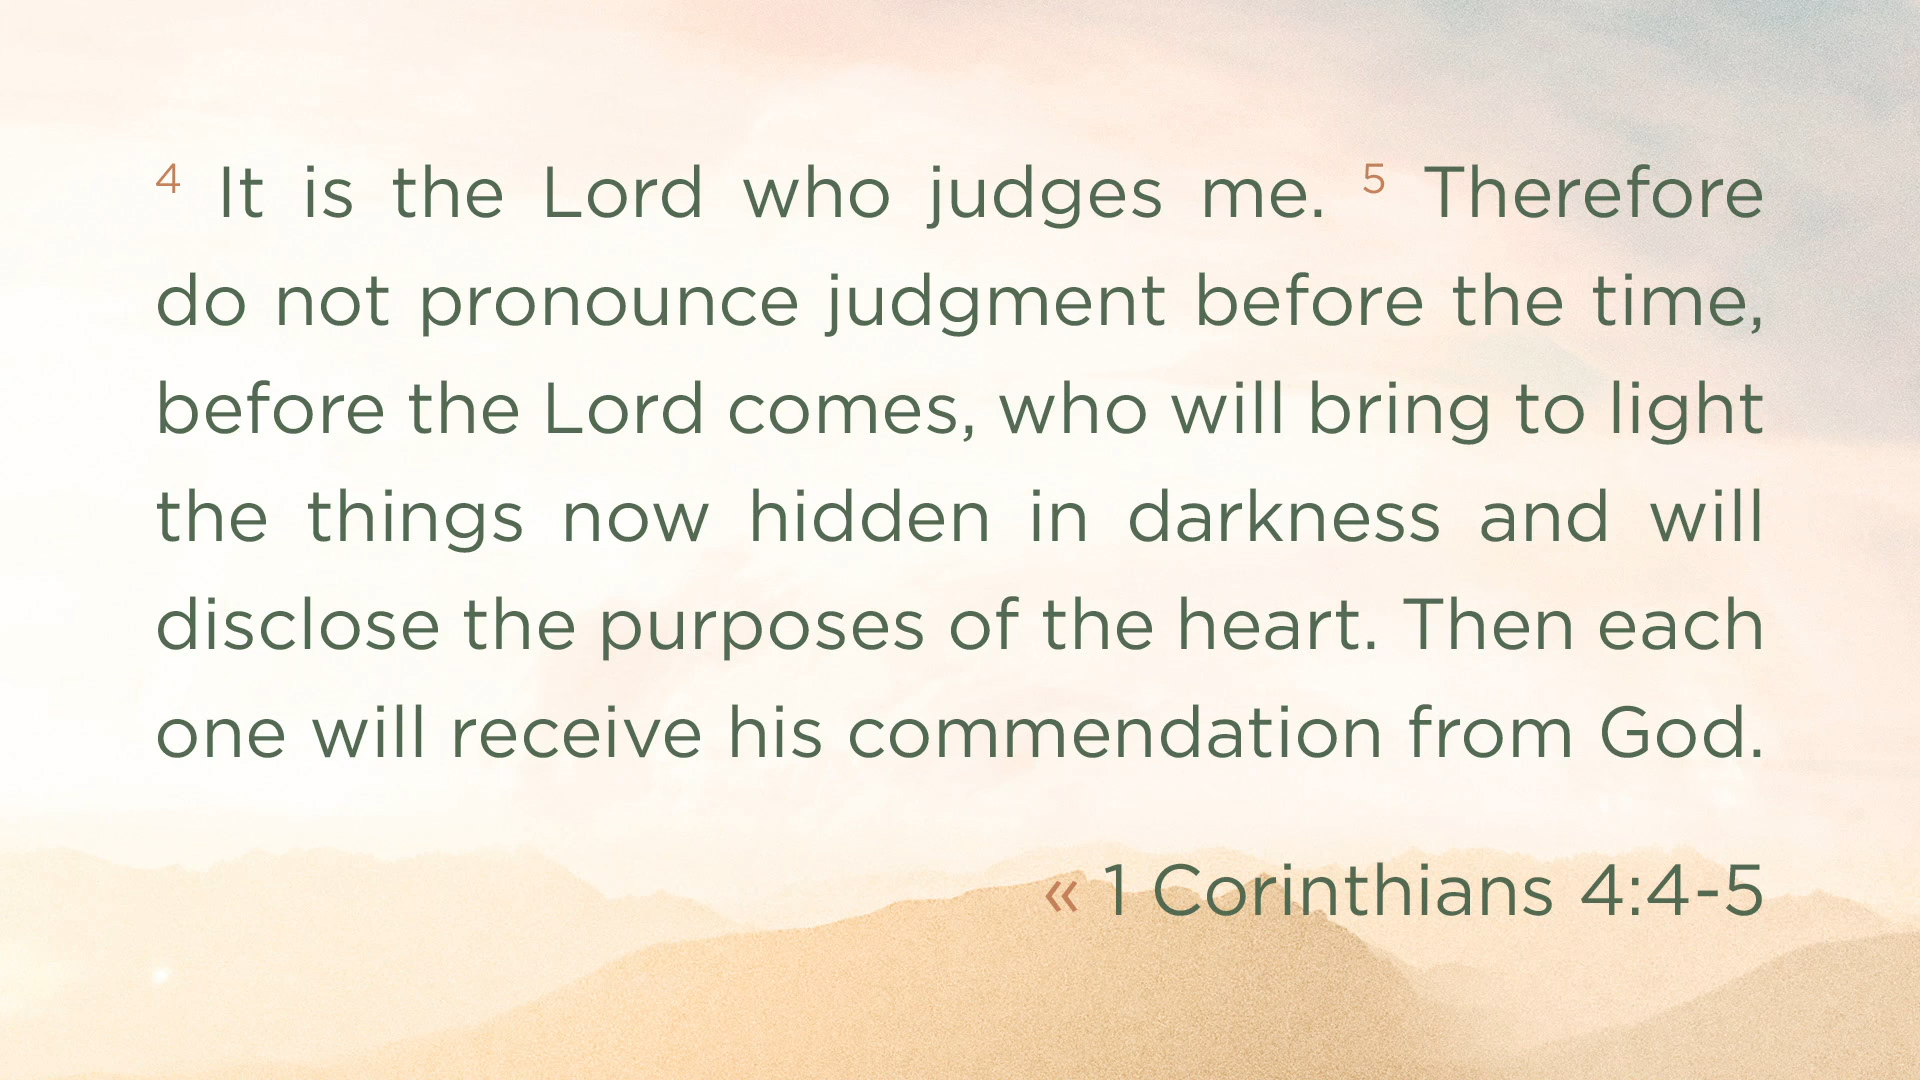 4 It is the Lord who judges me. 5 Therefore
do not pronounce judgment before the time,
before the Lord comes, who will bring to light
the things now hidden in darkness and will
disclose the purposes of the heart. Then each
one will receive his commendation from God.
« 1 Corinthians 4:4-5